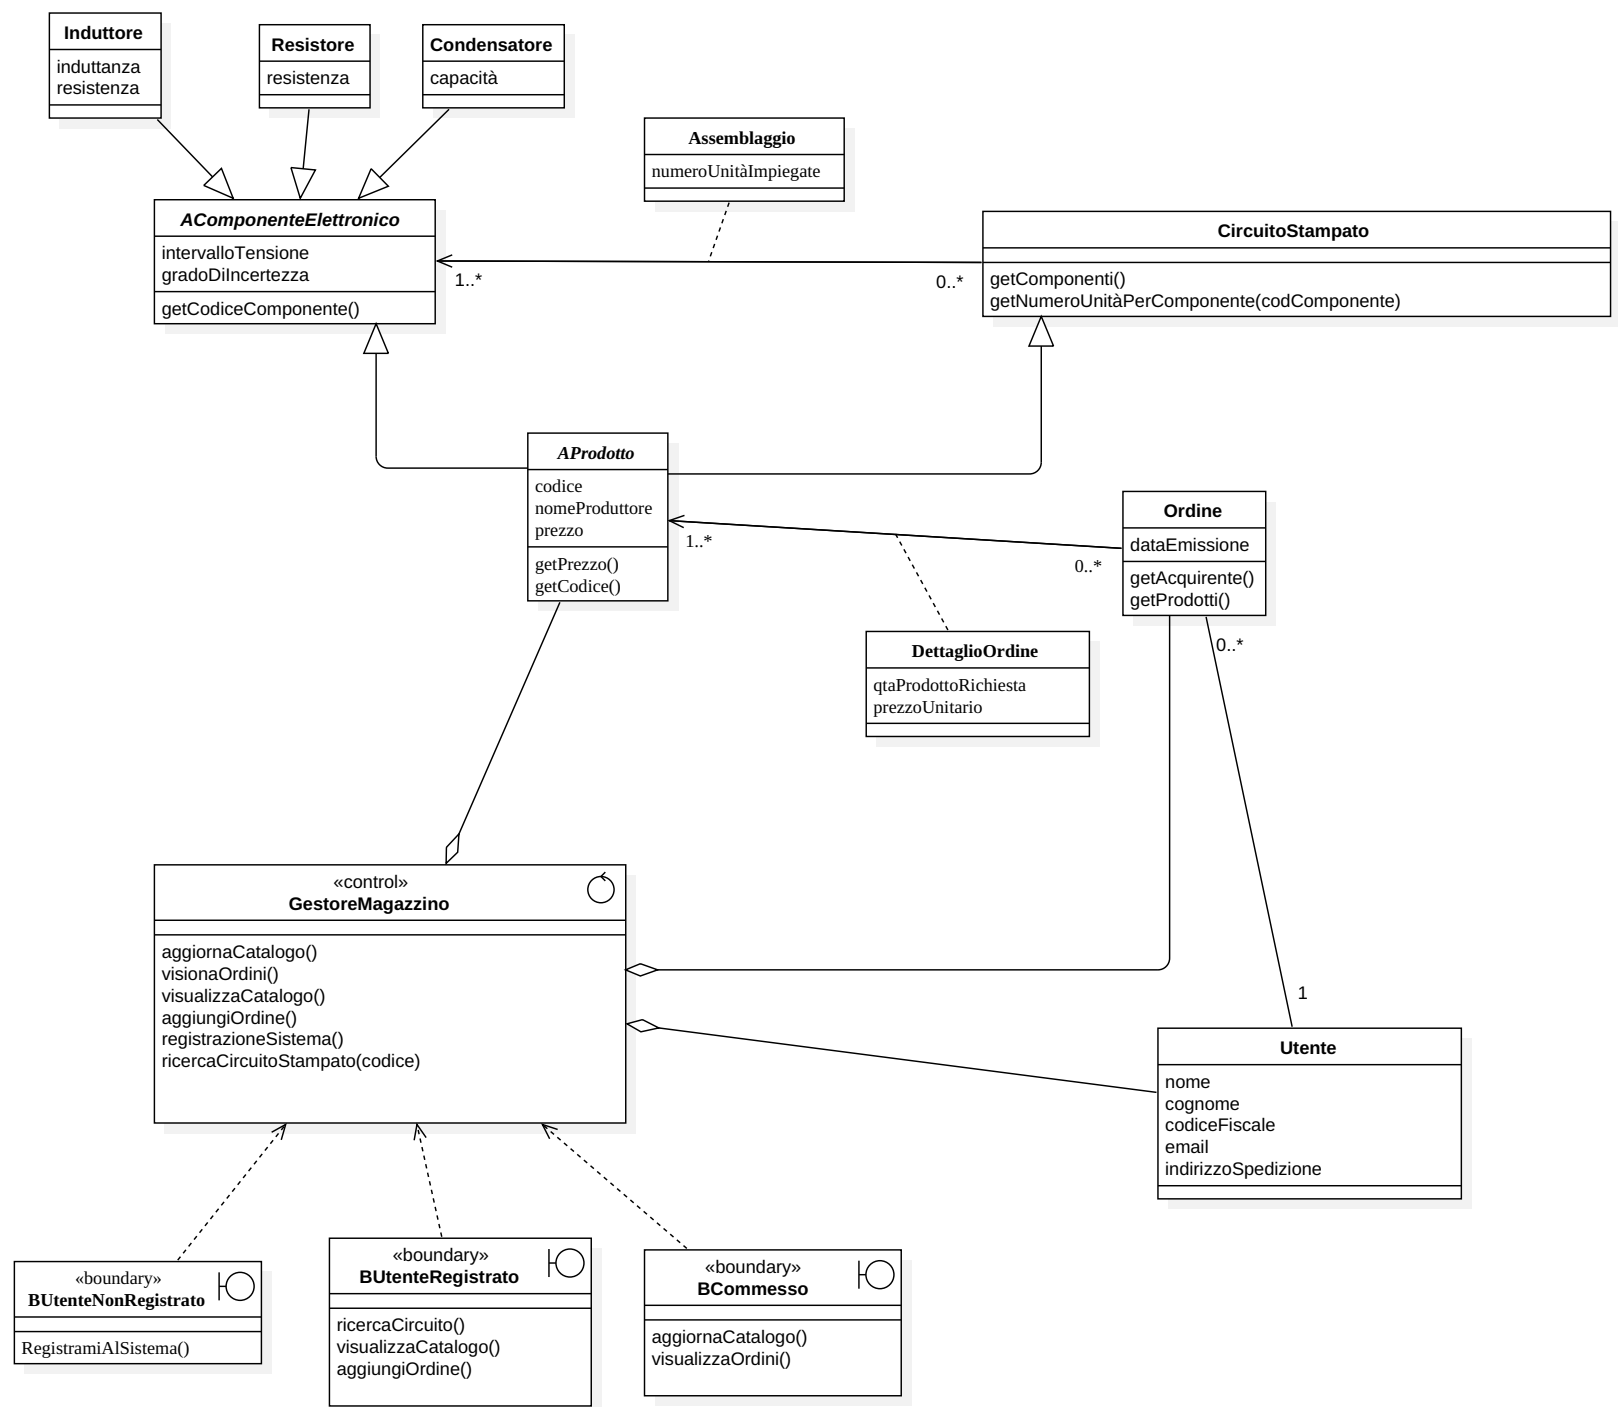 Induttore
induttanza
resistenza
Resistore
resistenza
Condensatore
capacità
Assemblaggio
numeroUnitàImpiegate
AComponenteElettronico
intervalloTensione
gradoDiIncertezza
getCodiceComponente()
1..*
0..*
CircuitoStampato
getComponenti()
getNumeroUnitàPerComponente(codComponente)
AProdotto
codice
nomeProduttore
prezzo
getPrezzo()
getCodice()
1..*
0..*
Ordine
dataEmissione
getAcquirente()
getProdotti()
0..*
DettaglioOrdine
qtaProdottoRichiesta
prezzoUnitario
«control»
GestoreMagazzino
aggiornaCatalogo()
visionaOrdini()
visualizzaCatalogo()
aggiungiOrdine()
registrazioneSistema()
ricercaCircuitoStampato(codice)
1
Utente
nome
cognome
codiceFiscale
email
indirizzoSpedizione
«boundary»
BUtenteNonRegistrato
RegistramiAlSistema()
«boundary»
BUtenteRegistrato
ricercaCircuito()
visualizzaCatalogo()
aggiungiOrdine()
«boundary»
BCommesso
aggiornaCatalogo()
visualizzaOrdini()